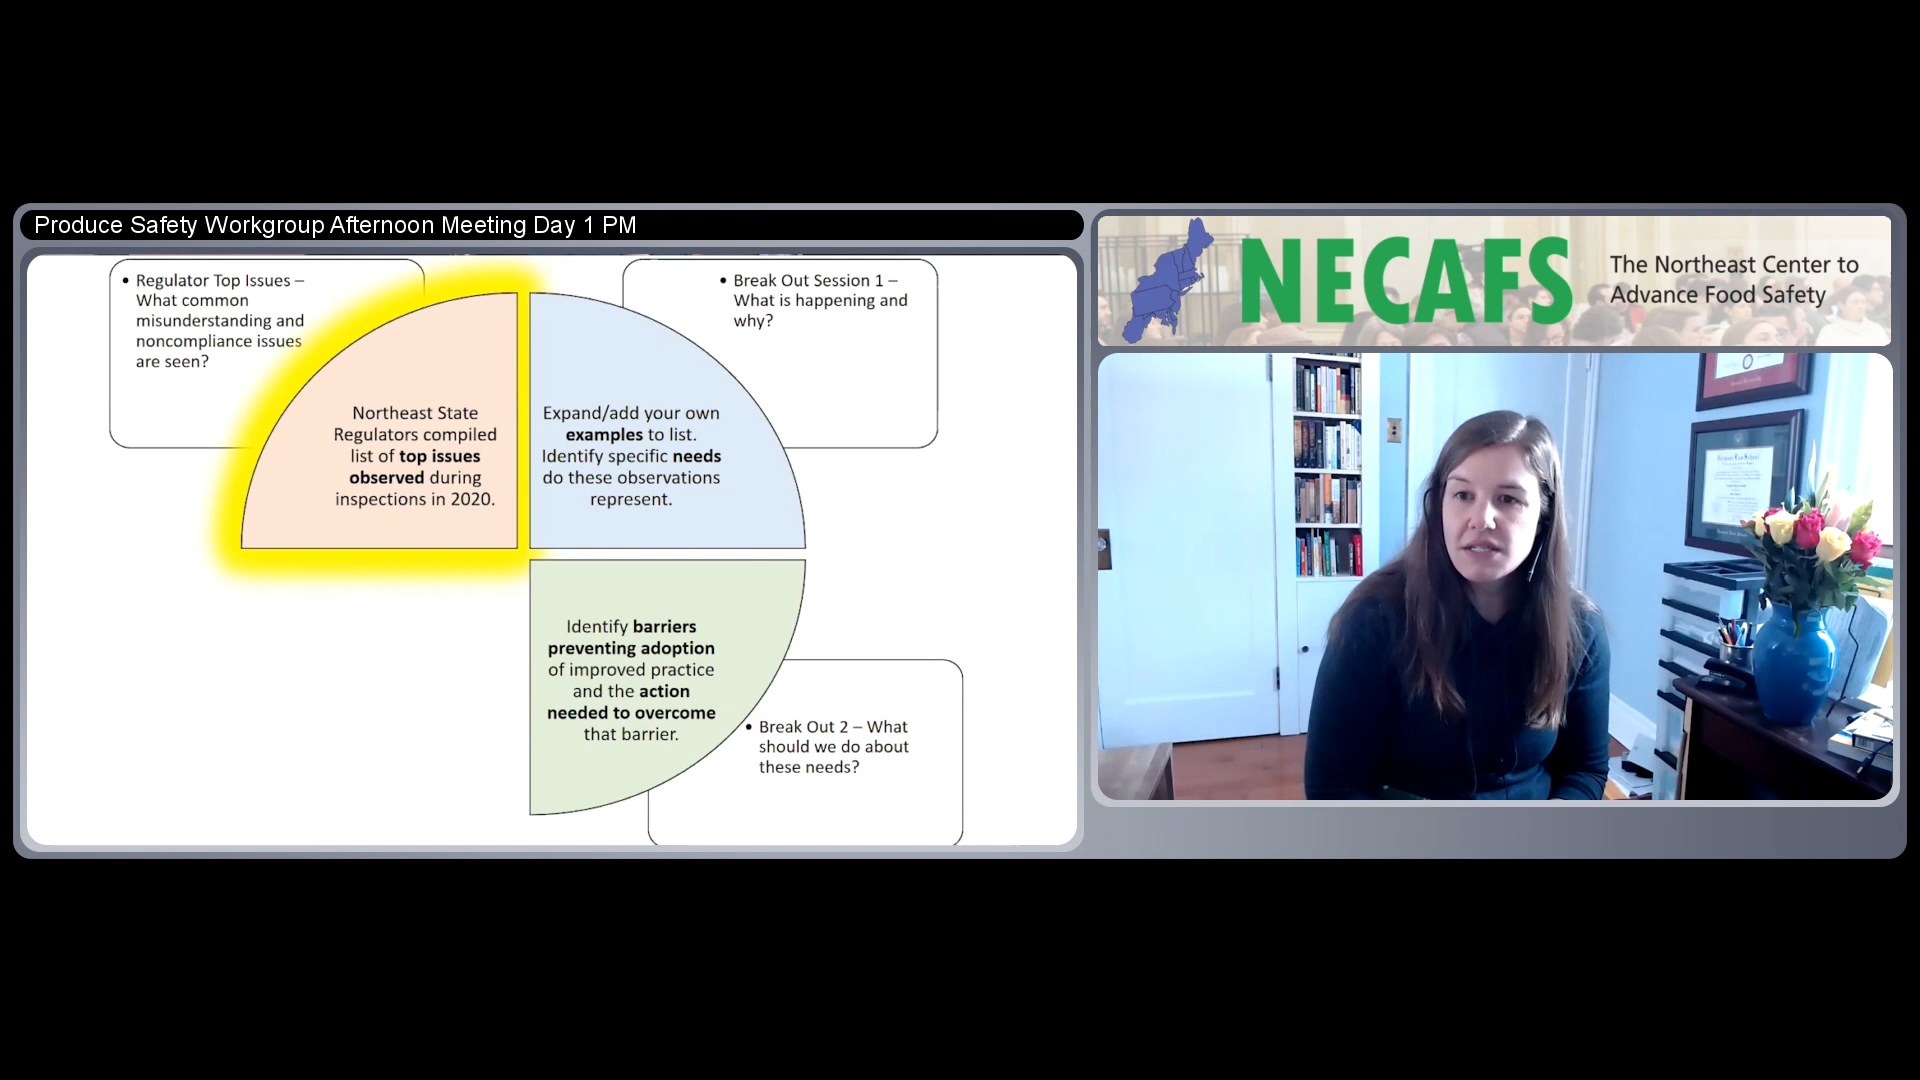 Produce Safety Workgroup Afternoon Meeting Day 1 PM
• Regulator Top Issues –
What common
misunderstanding and
noncompliance issues
are seen?
Northeast State
Regulators compiled
list of top issues
observed during
inspections in 2020.
• Break Out Session 1 –
What is happening and
why?
Expand/add your own
examples to list.
Identify specific needs
do these observations
represent.
Identify barriers
preventing adoption
of improved practice
and the action
needed to overcome
that barrier.
• Break Out 2 – What
should we do about
these needs?
NECAFS
The Northeast Center to
Advance Food Safety